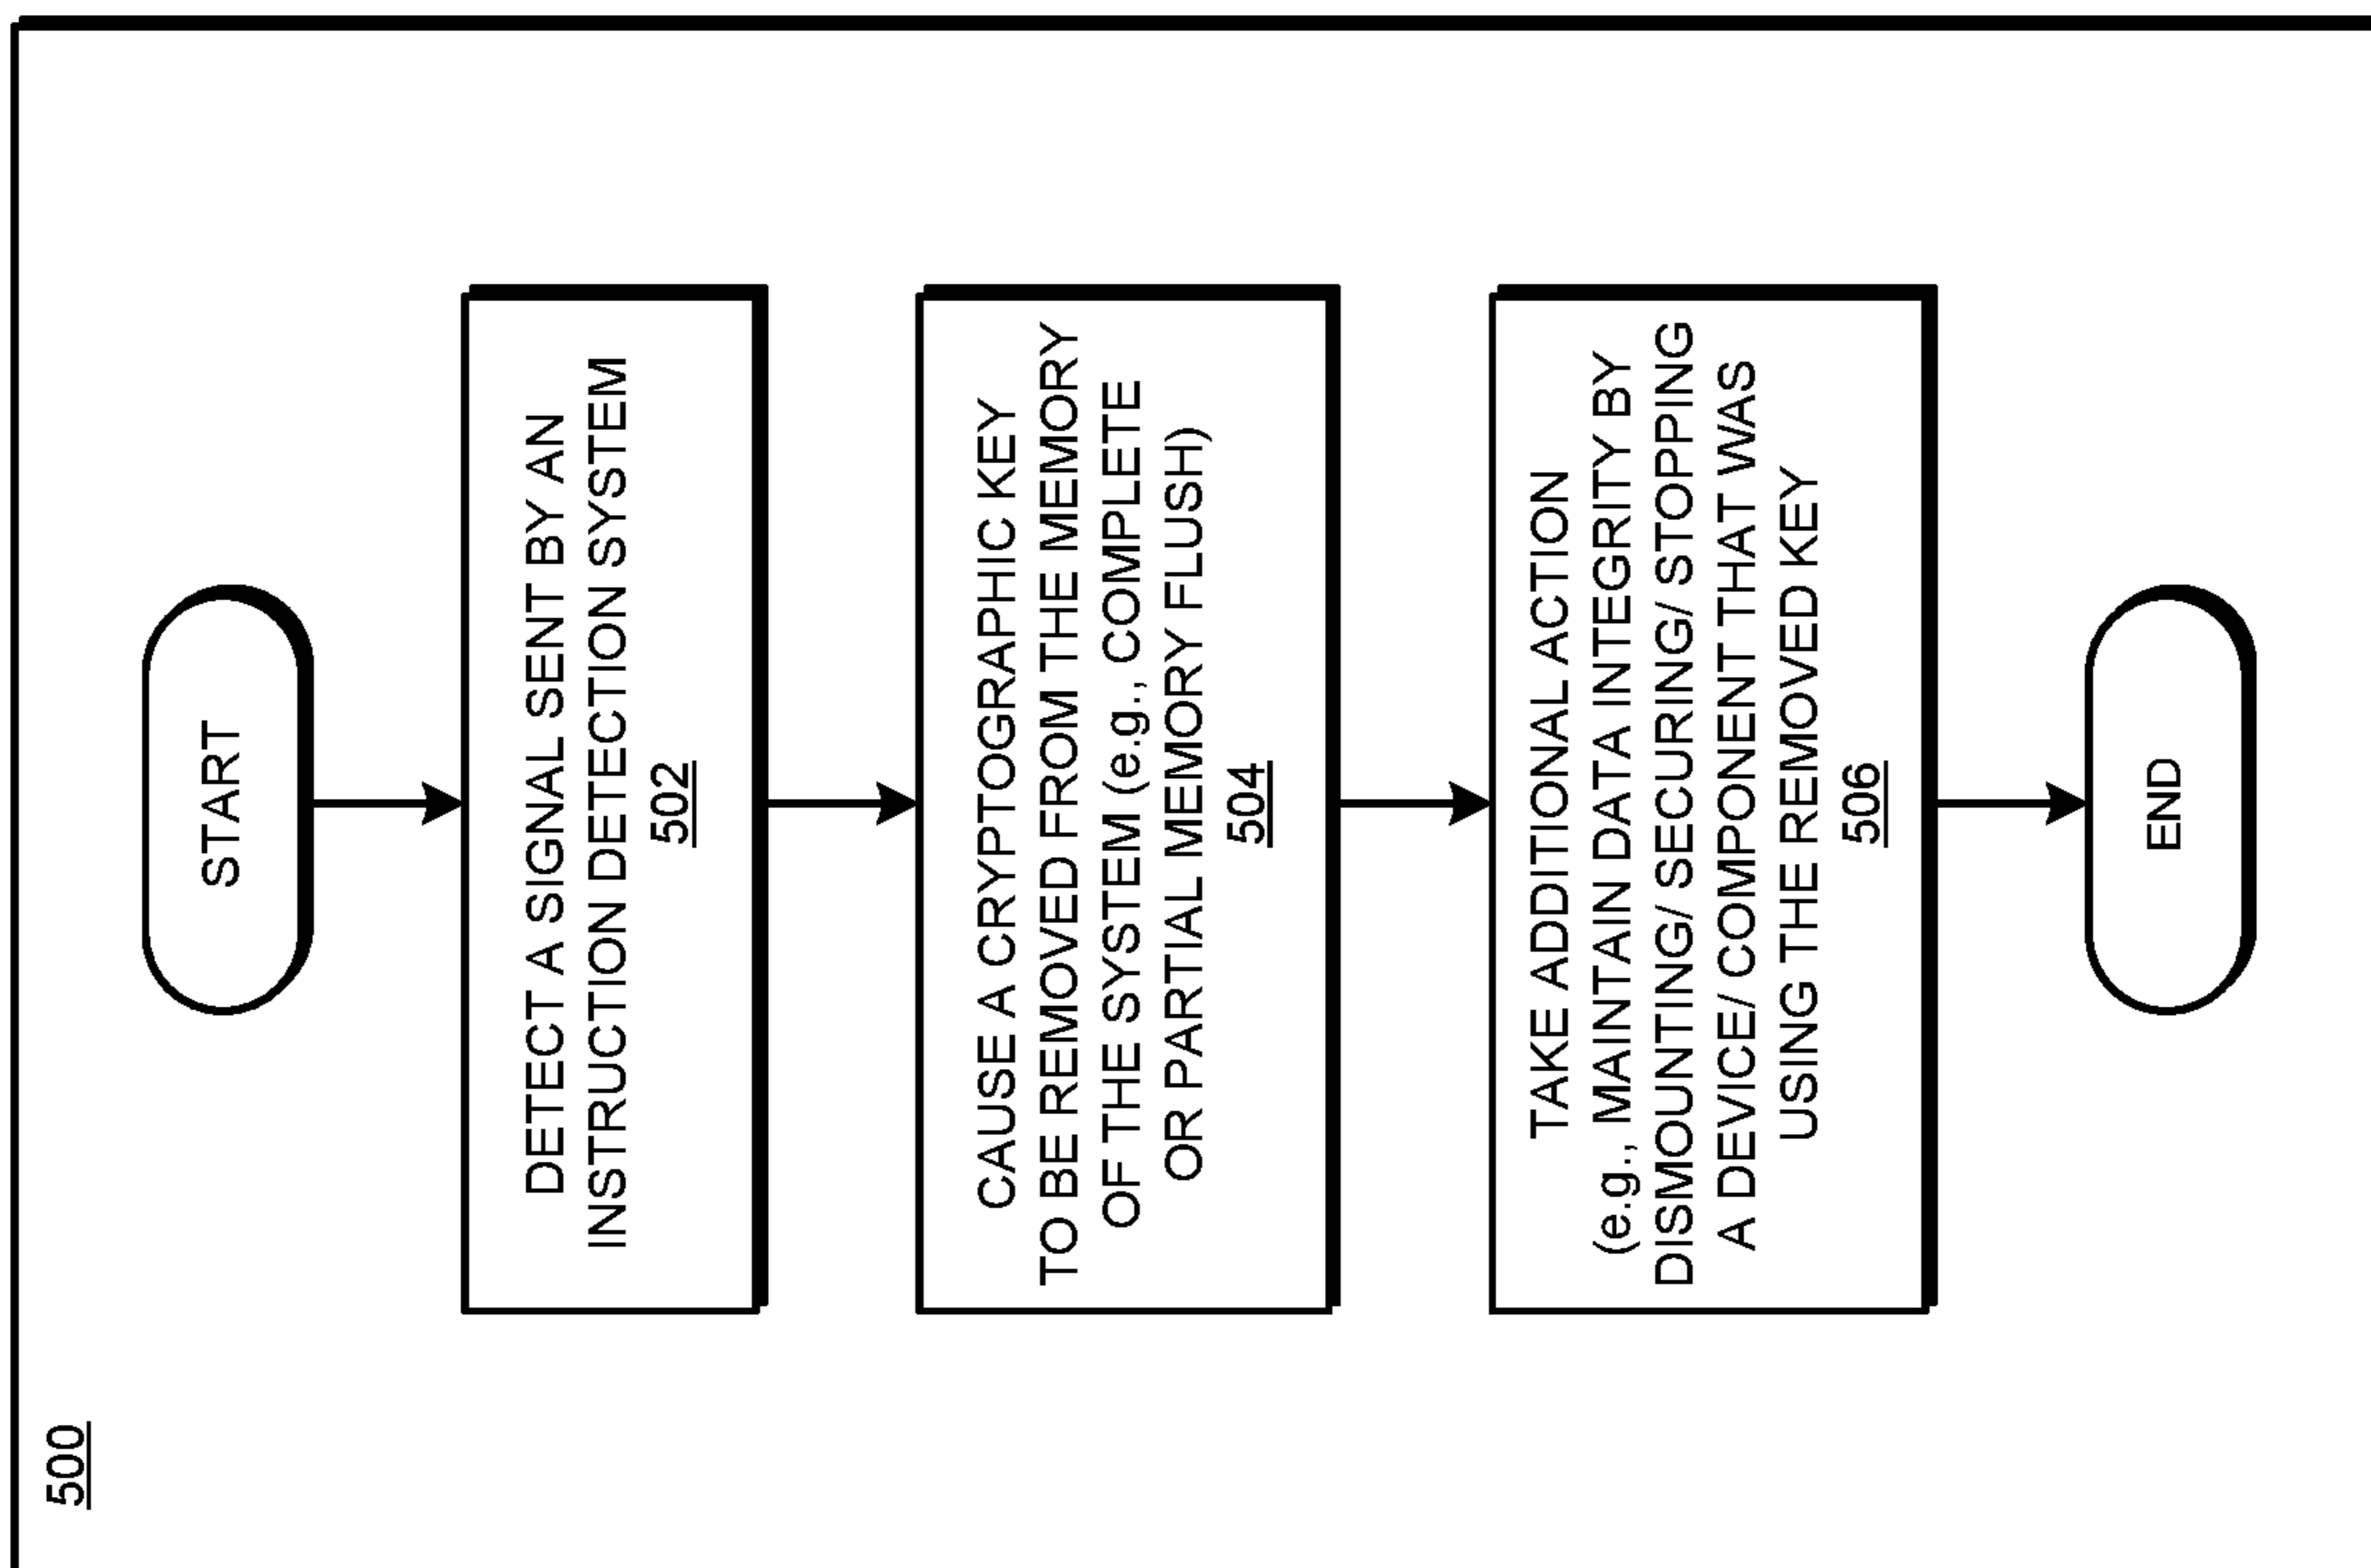 500
START
DETECT A SIGNAL SENT BY AN
INSTRUCTION DETECTION SYSTEM
502
CAUSE A CRYPTOGRAPHIC KEY
TO BE REMOVED FROM THE MEMORY
OF THE SYSTEM (e.g., COMPLETE
OR PARTIAL MEMORY FLUSH)
504
TAKE ADDITIONAL ACTION
(e.g., MAINTAIN DATA INTEGRITY BY
DISMOUNTING/ SECURING/ STOPPING
A DEVICE/ COMPONENT THAT WAS
USING THE REMOVED KEY
506
END